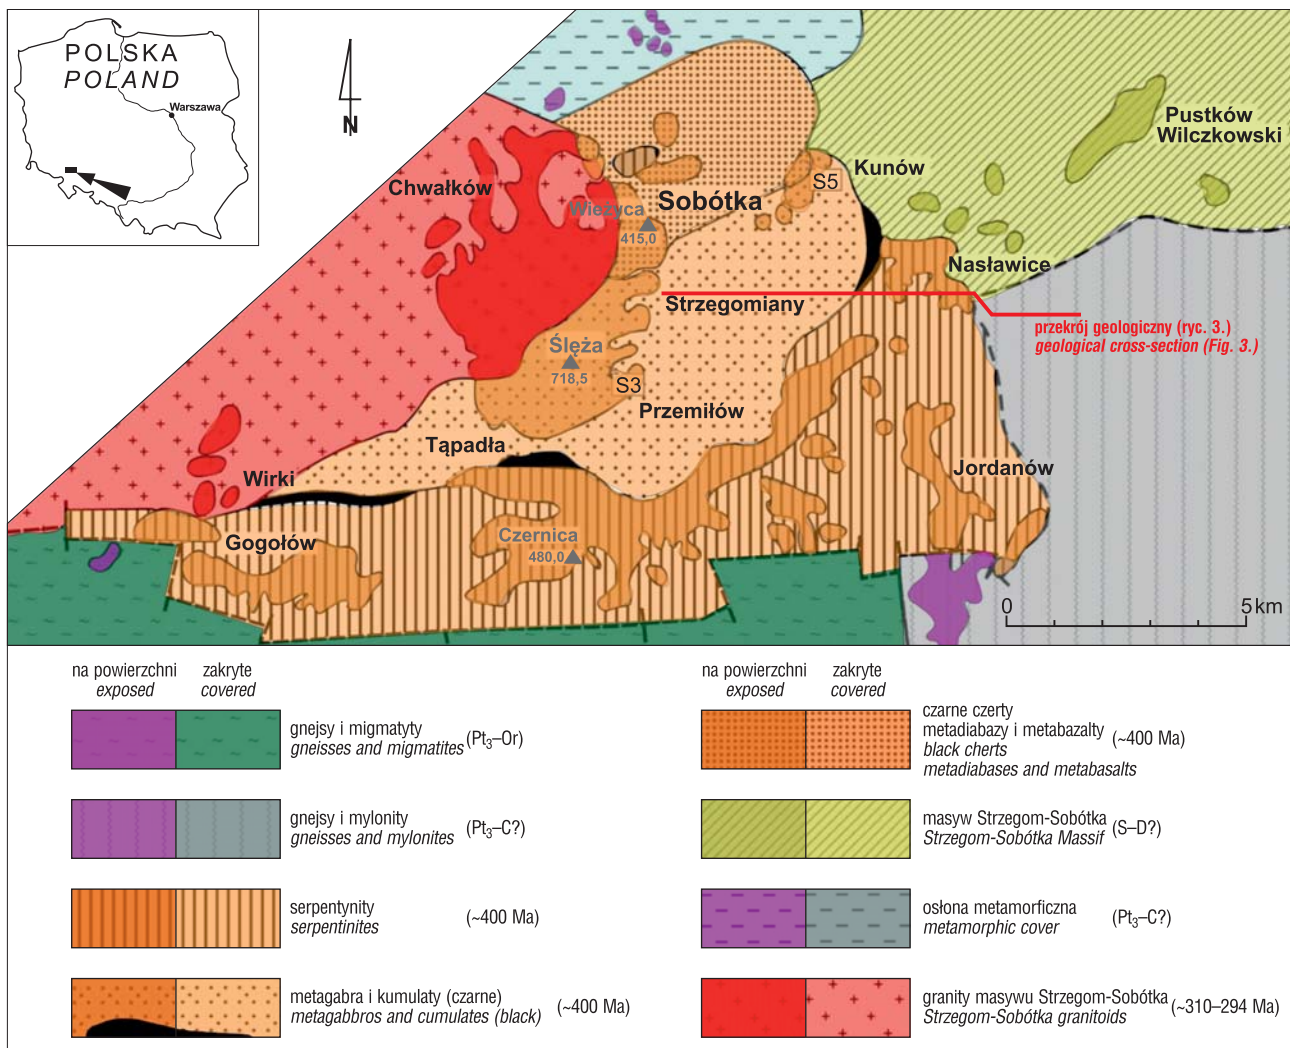 POLSKA
POLAND
Warszawa
N
Pustków
Wilczkowski
Kunów
Chwałków
S5
Sobótka
Wieżyca
415,0
Nasławice
Strzegomiany
przekrój geologiczny (ryc. 3.)
geological cross-section (Fig. 3.)
Ślęża
718,5
S3
Przemiłów
Tąpadła
Jordanów
Wirki
Czernica
480,0
Gogołów
0
5 km
na powierzchni
exposed
zakryte
covered
gnejsy i migmatyty
gneisses and migmatites (Pt3–Or)
gnejsy i mylonity
gneisses and mylonites (Pt3–C?)
serpentynity
serpentinites
(~400 Ma)
metagabra i kumulaty (czarne)
metagabbros and cumulates (black)
(~400 Ma)
na powierzchni
exposed
zakryte
covered
czarne czerty
metadiabazy i metabazalty
black cherts
metadiabases and metabasalts
(~400 Ma)
masyw Strzegom-Sobótka
Strzegom-Sobótka Massif
(S–D?)
osłona metamorficzna
metamorphic cover
(Pt3–C?)
granity masywu Strzegom-Sobótka
Strzegom-Sobótka granitoids
(~310–294 Ma)